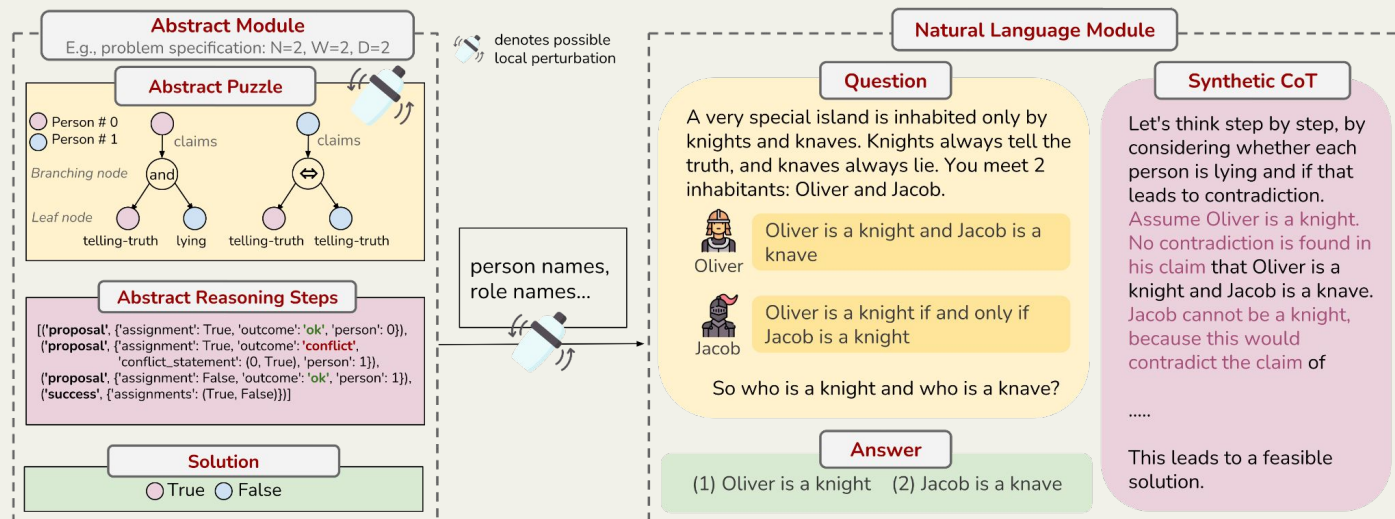 Abstract Module
E.g., problem specification: N=2, W=2, D=2
Abstract Puzzle
Person # 0
Person # 1
claims
claims
Branching node
and
⇔
Leaf node
telling-truth
lying
telling-truth
telling-truth
Abstract Reasoning Steps
[('proposal', {'assignment': True, 'outcome': 'ok', 'person': 0}),
('proposal', {'assignment': True, 'outcome': 'conflict',
'conflict_statement': (0, True), 'person': 1}),
('proposal', {'assignment': False, 'outcome': 'ok', 'person': 1}),
('success', {'assignments': (True, False)})]
Solution
True
False
denotes possible
local perturbation
person names,
role names...
Natural Language Module
Question
A very special island is inhabited only by
knights and knaves. Knights always tell the
truth, and knaves always lie. You meet 2
inhabitants: Oliver and Jacob.
Oliver is a knight and Jacob is a
knave
Oliver
Oliver is a knight if and only if
Jacob is a knight
Jacob
So who is a knight and who is a knave?
Answer
(1) Oliver is a knight (2) Jacob is a knave
Synthetic CoT
Let's think step by step, by
considering whether each
person is lying and if that
leads to contradiction.
Assume Oliver is a knight.
No contradiction is found in
his claim that Oliver is a
knight and Jacob is a knave.
Jacob cannot be a knight,
because this would
contradict the claim of
.....
This leads to a feasible
solution.